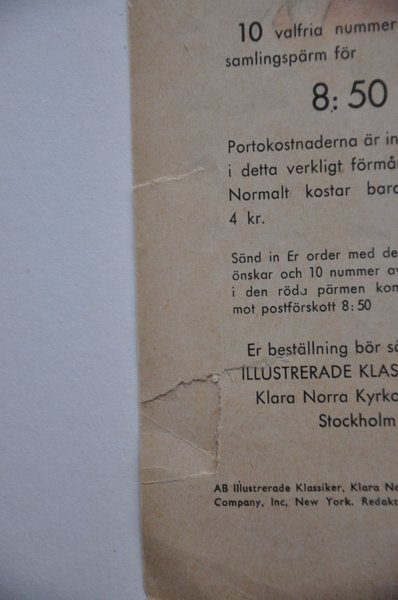 10 valfria nummer
samlingspärm för
8:50
Portokostnaderna är in
i detta verkligt förmå
Normalt kostar bara
4 kr.
Sänd in Er order med de
önskar och 10 nummer av
i den röda pärmen kom
mot postförskott 8:50
Er beställning bör sä
ILLUSTRERADE KLAS
Klara Norra Kyrko
Stockholm
AB Illustrerade Klassiker, Klara No
Company, Inc, New York. Redakt